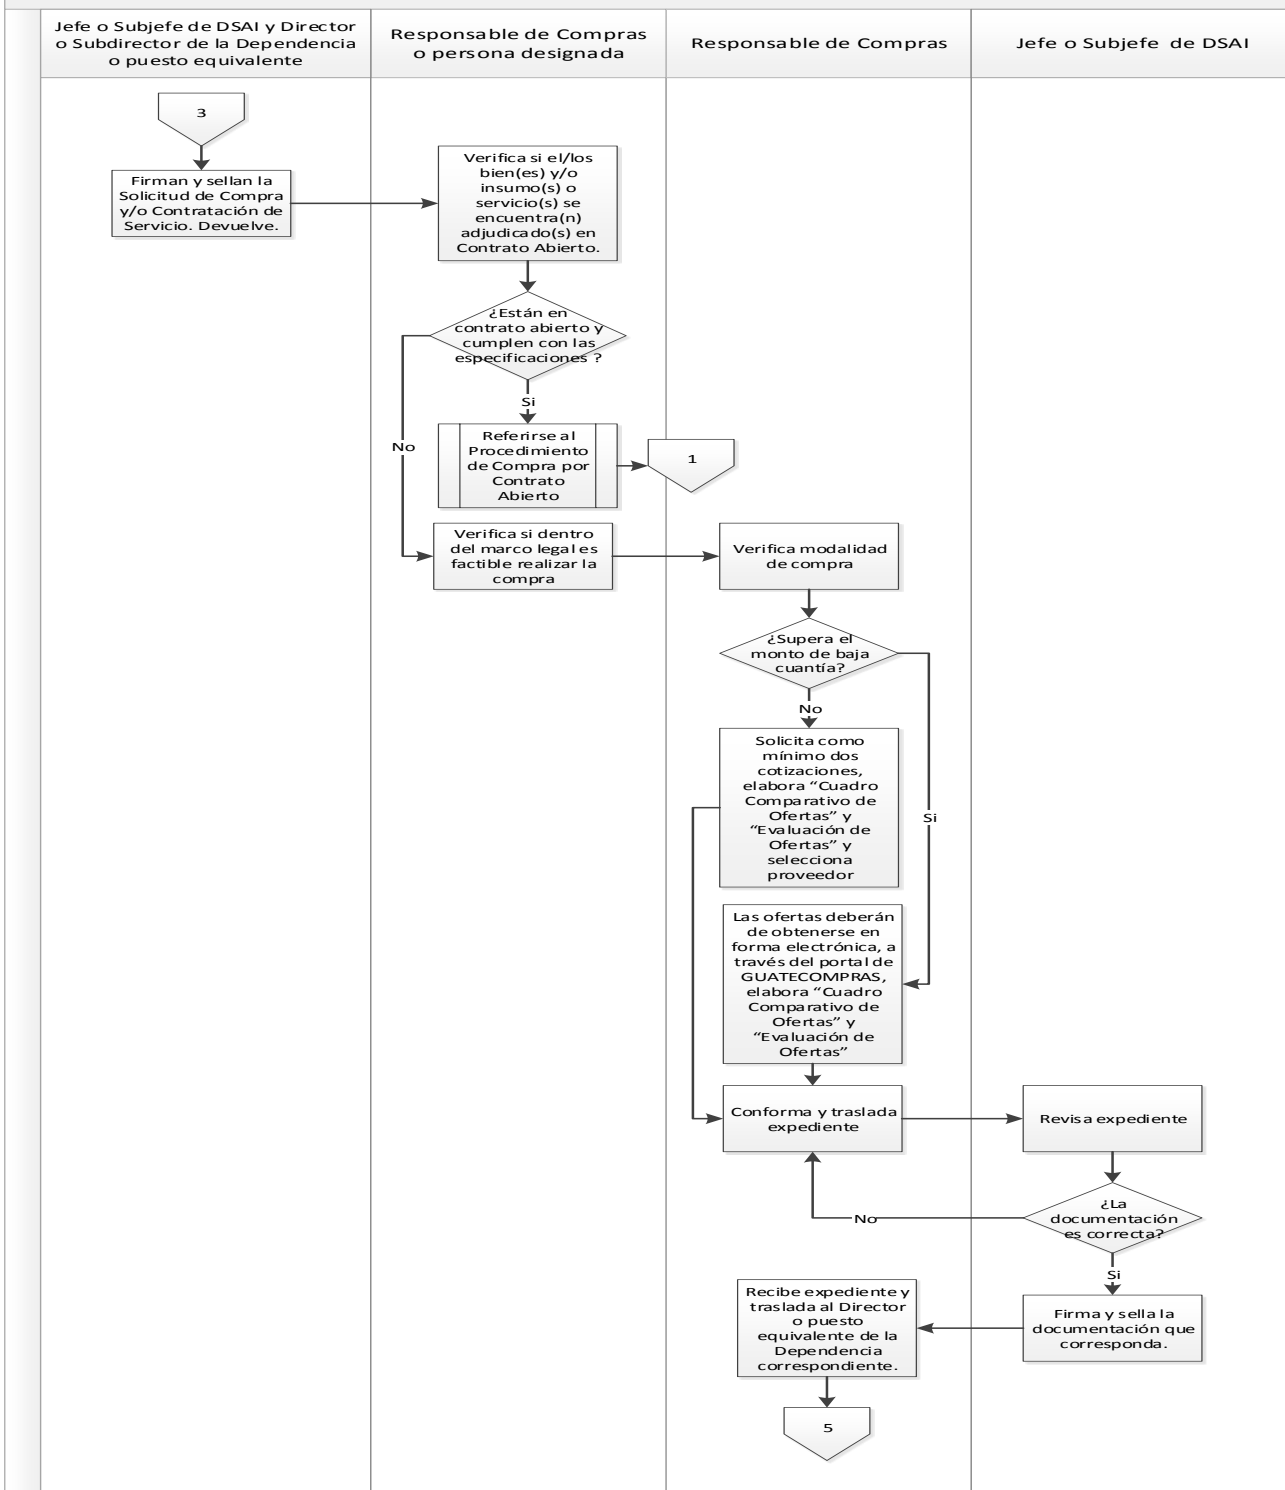 Jefe o Subjefe de DSAI y Director
o Subdirector de la Dependencia
o puesto equivalente
Responsable de Compras
o persona designada
Responsable de Compras
Jefe o Subjefe de DSAI
3
Firman y sellan la
Solicitud de Compra
y/o Contratación de
Servicio. Devuelve.
Verifica si el/los
bien(es) y/o
insumo(s) o
servicio(s) se
encuentra(n)
adjudicado(s) en
Contrato Abierto.
¿Están en
contrato abierto y
cumplen con las
especificaciones ?
Si
No
Referirse al
Procedimiento
de Compra por
Contrato
Abierto
1
Verifica si dentro
del marco legal es
factible realizar la
compra
Verifica modalidad
de compra
¿Supera el
monto de baja
cuantía?
No
Solicita como
mínimo dos
cotizaciones,
elabora “Cuadro
Comparativo de
Ofertas” y
“Evaluación de
Ofertas” y
selecciona
proveedor
Si
Las ofertas deberán
de obtenerse en
forma electrónica, a
través del portal de
GUATECOMPRAS,
elabora “Cuadro
Comparativo de
Ofertas” y
“Evaluación de
Ofertas”
Conforma y traslada
expediente
Revisa expediente
¿La
documentación
es correcta?
No
Si
Firma y sella la
documentación que
corresponda.
Recibe expediente y
traslada al Director
o puesto
equivalente de la
Dependencia
correspondiente.
5